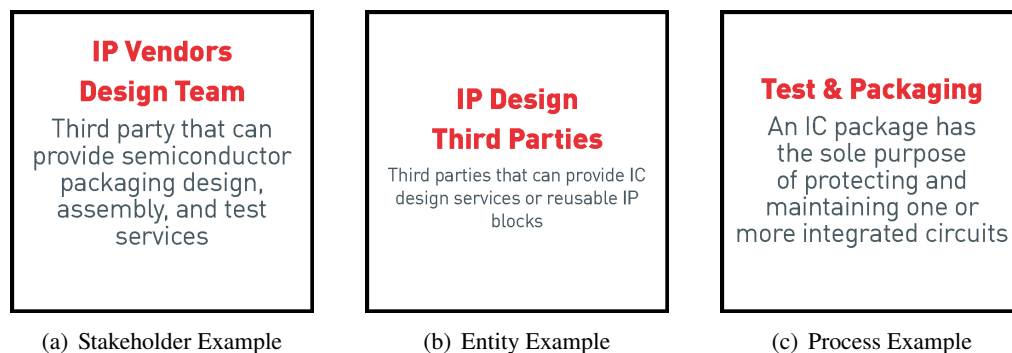 IP Vendors
Design Team
Third party that can
provide semiconductor
packaging design,
assembly, and test
services
(a) Stakeholder Example
IP Design
Third Parties
Third parties that can provide IC
design services or reusable IP
blocks
(b) Entity Example
Test & Packaging
An IC package has
the sole purpose
of protecting and
maintaining one or
more integrated circuits
(c) Process Example